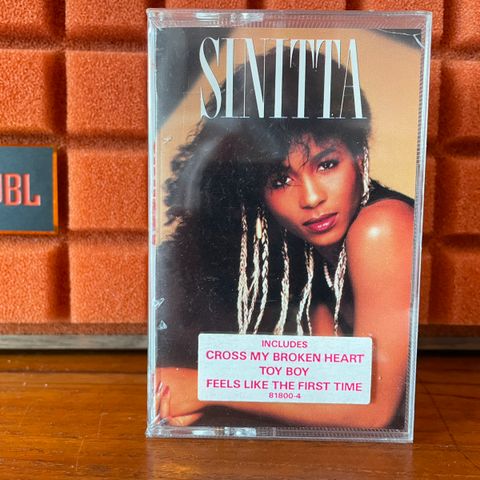 SINITTA
JBL
INCLUDES
CROSS MY BROKEN HEART
TOY BOY
FEELS LIKE THE FIRST TIME
81800-4